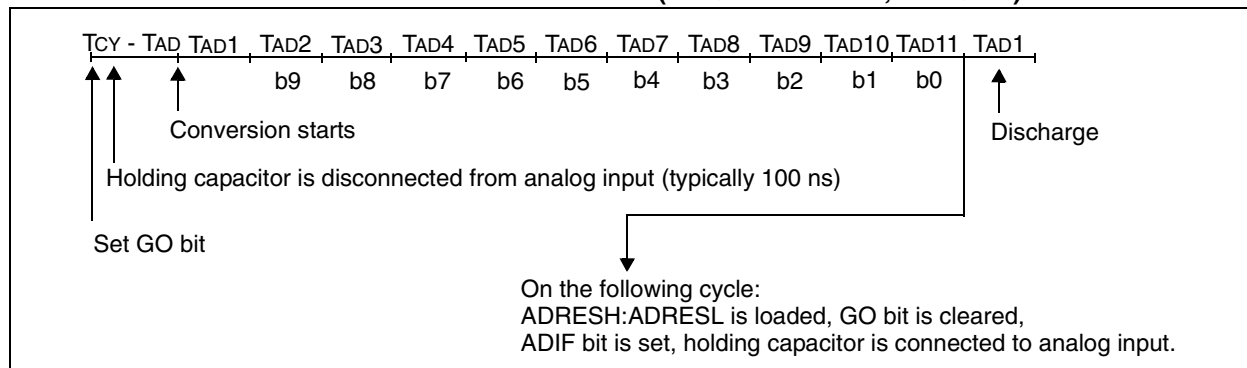 TCY - TAD TAD1 TAD2 TAD3 TAD4 TAD5 TAD6 TAD7 TAD8 TAD9 TAD10 TAD11 TAD1
b9 b8 b7 b6 b5 b4 b3 b2 b1 b0
Conversion starts
Discharge
Holding capacitor is disconnected from analog input (typically 100 ns)
Set GO bit
On the following cycle:
ADRESH:ADRESL is loaded, GO bit is cleared,
ADIF bit is set, holding capacitor is connected to analog input.